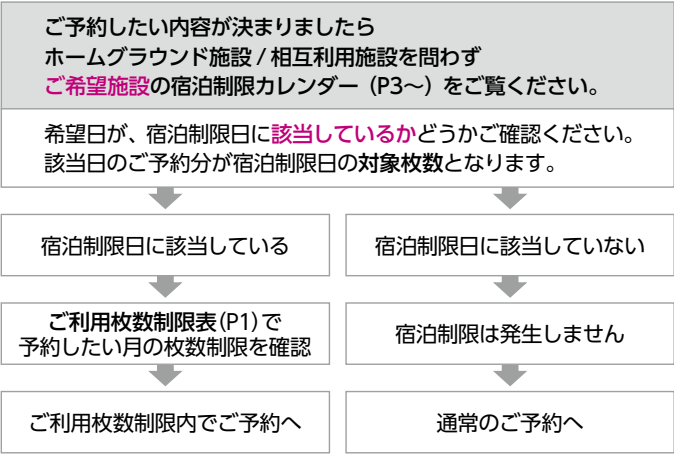 ご予約したい内容が決まりましたら
ホームグラウンド施設 / 相互利用施設を問わず
ご希望施設の宿泊制限カレンダー（P3〜）をご覧ください。
希望日が、宿泊制限日に該当しているかどうかご確認ください。
該当日のご予約分が宿泊制限日の対象枚数となります。
宿泊制限日に該当している
宿泊制限日に該当していない
ご利用枚数制限表(P1)で
予約したい月の枚数制限を確認
宿泊制限は発生しません
ご利用枚数制限内でご予約へ
通常のご予約へ